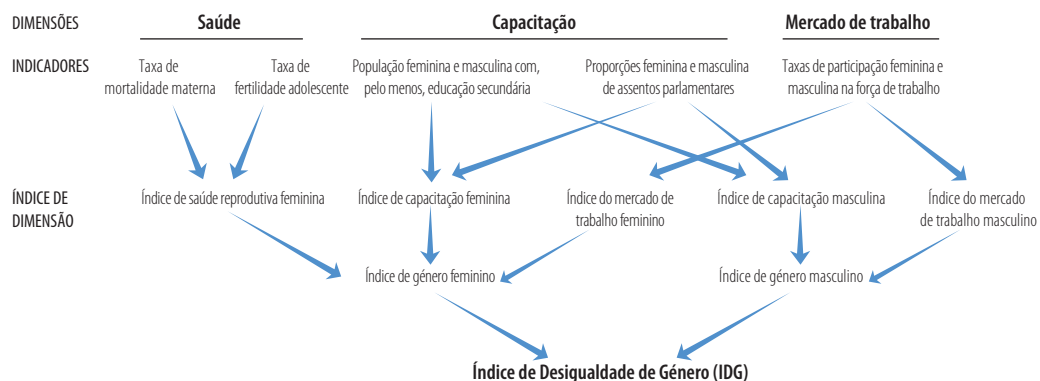 DIMENSÕES
Saúde
Capacitação
Mercado de trabalho
INDICADORES
Taxa de
mortalidade materna
Taxa de
fertilidade adolescente
População feminina e masculina com,
pelo menos, educação secundária
Proporções feminina e masculina
de assentos parlamentares
Taxas de participação feminina e
masculina na força de trabalho
ÍNDICE DE
DIMENSÃO
Índice de saúde reprodutiva feminina
Índice de capacitação feminina
Índice do mercado de
trabalho feminino
Índice de capacitação masculina
Índice do mercado
de trabalho masculino
Índice de género feminino
Índice de género masculino
Índice de Desigualdade de Género (IDG)